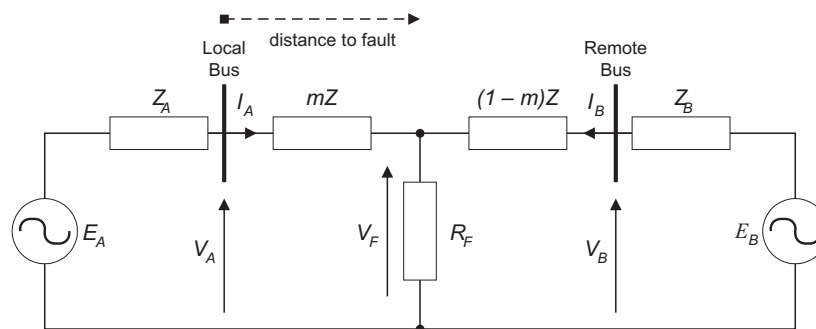 distance to fault
Local
Bus
Remote
Bus
Z_A
I_A
mZ
(1 – m)Z
I_B
Z_B
E_A
V_A
V_F
R_F
V_B
E_B